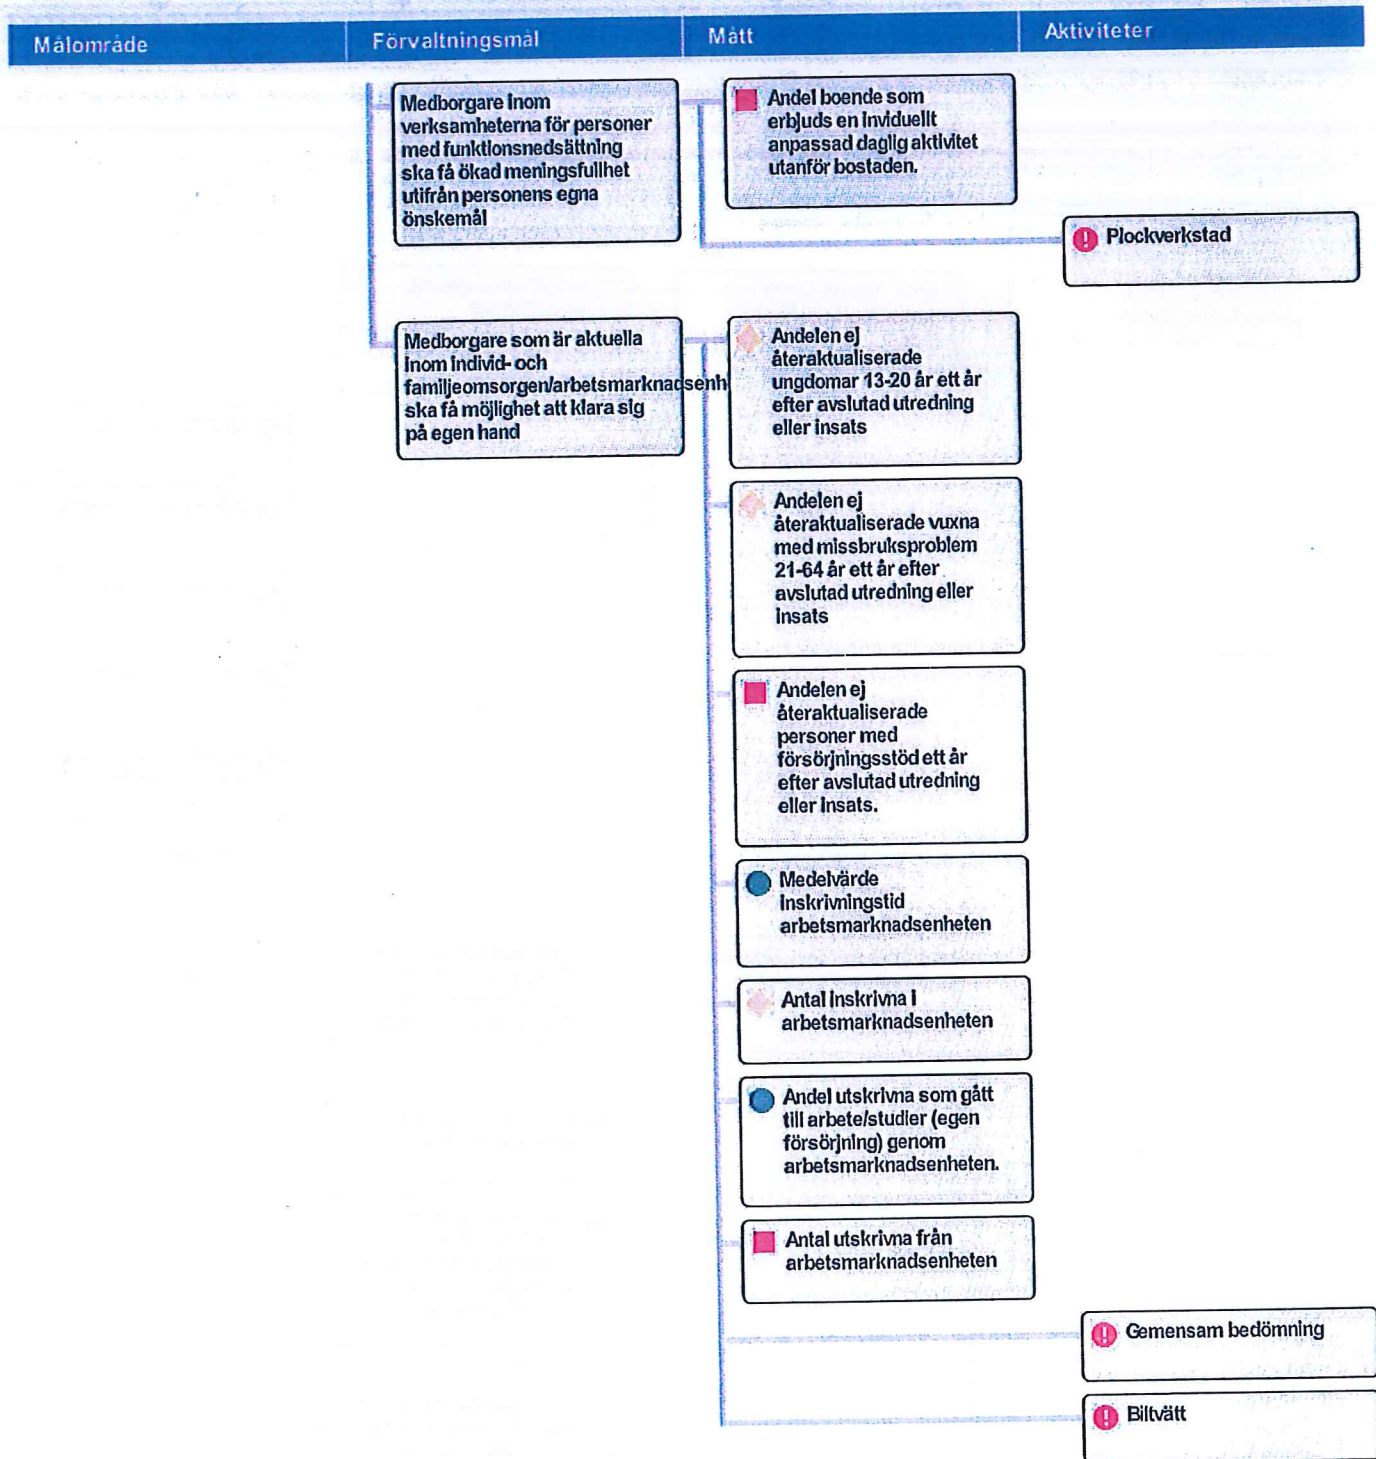 Målområde
Förvaltningsmål
Mått
Aktiviteter
Medborgare inom
verksamheterna för personer
med funktionsnedsättning
ska få ökad meningsfullhet
utifrån personens egna
önskemål
Andel boende som
erbjuds en inviduellt
anpassad daglig aktivitet
utanför bostaden.
Plockverkstad
Medborgare som är aktuella
inom individ- och
familjeomsorgen/arbetsmarknadsenh
ska få möjlighet att klara sig
på egen hand
Andelen ej
återaktualiserade
ungdomar 13-20 år ett år
efter avslutad utredning
eller insats
Andelen ej
återaktualiserade vuxna
med missbruksproblem
21-64 år ett år efter
avslutad utredning eller
insats
Andelen ej
återaktualiserade
personer med
försörjningsstöd ett år
efter avslutad utredning
eller insats.
Medelvärde
inskrivningstid
arbetsmarknadsenheten
Antal inskrivna i
arbetsmarknadsenheten
Andel utskrivna som gått
till arbete/studier (egen
försörjning) genom
arbetsmarknadsenheten.
Antal utskrivna från
arbetsmarknadsenheten
Gemensam bedömning
Biltvätt